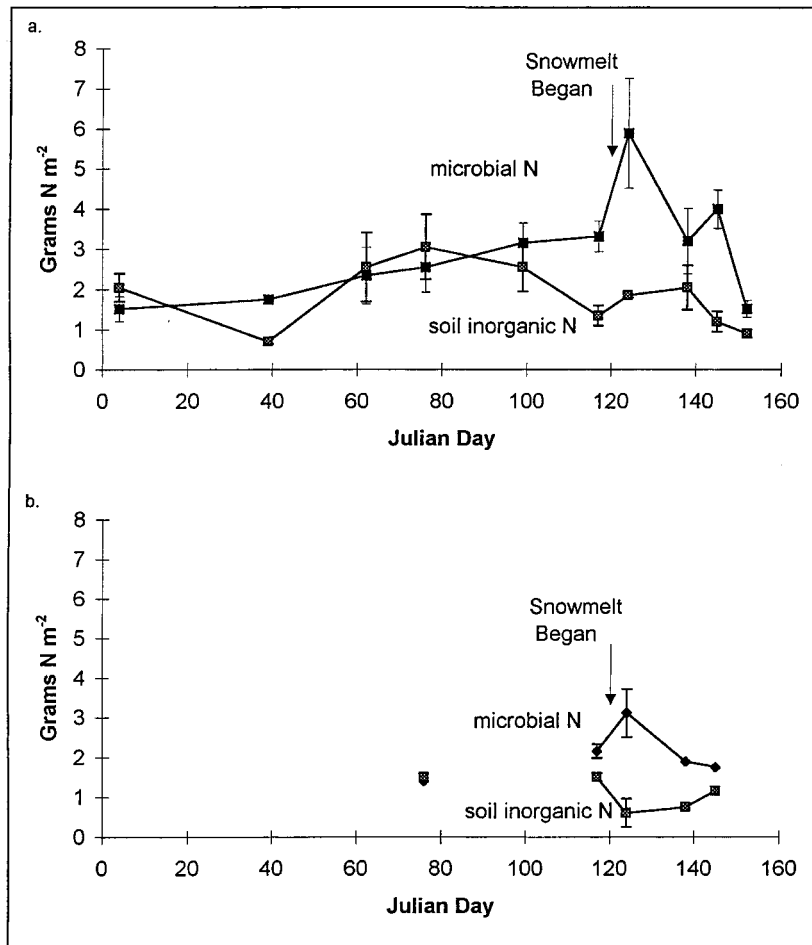 a.
8
7
6
5
4
3
2
1
0
Grams N m⁻²
Snowmelt
Began
microbial N
soil inorganic N
0 20 40 60 80 100 120 140 160
Julian Day
b.
8
7
6
5
4
3
2
1
0
Grams N m⁻²
Snowmelt
Began
microbial N
soil inorganic N
0 20 40 60 80 100 120 140 160
Julian Day